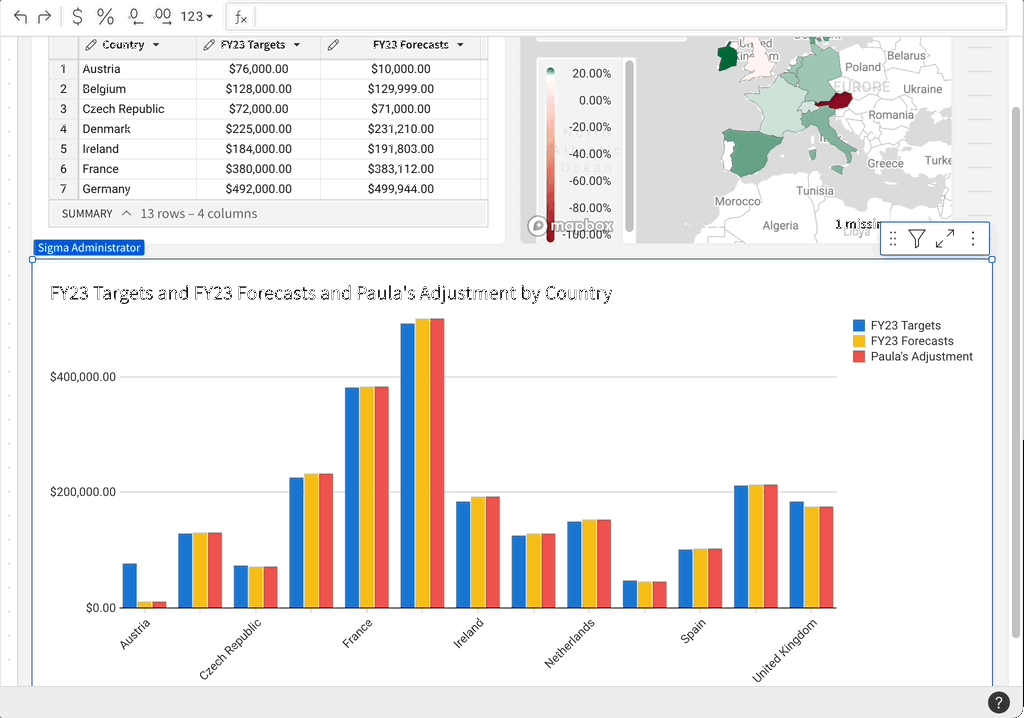 $ % .0 .00 123
fx
Country FY23 Targets FY23 Forecasts
1 Austria $76,000.00 $10,000.00
2 Belgium $128,000.00 $129,999.00
3 Czech Republic $72,000.00 $71,000.00
4 Denmark $225,000.00 $231,210.00
5 Ireland $184,000.00 $191,803.00
6 France $380,000.00 $383,112.00
7 Germany $492,000.00 $499,944.00
SUMMARY 13 rows – 4 columns
20.00%
0.00%
-20.00%
-40.00%
-60.00%
-80.00%
-100.00%
mapbox
Ocean
Belarus
Poland
EUROPE
Ukraine
Romania
Greece
Turke
Tunisia
Morocco
Algeria
Libya
1 missin
Sigma Administrator
FY23 Targets and FY23 Forecasts and Paula's Adjustment by Country
FY23 Targets
FY23 Forecasts
Paula's Adjustment
$400,000.00
$200,000.00
$0.00
Austria
Czech Republic
France
Ireland
Netherlands
Spain
United Kingdom
?